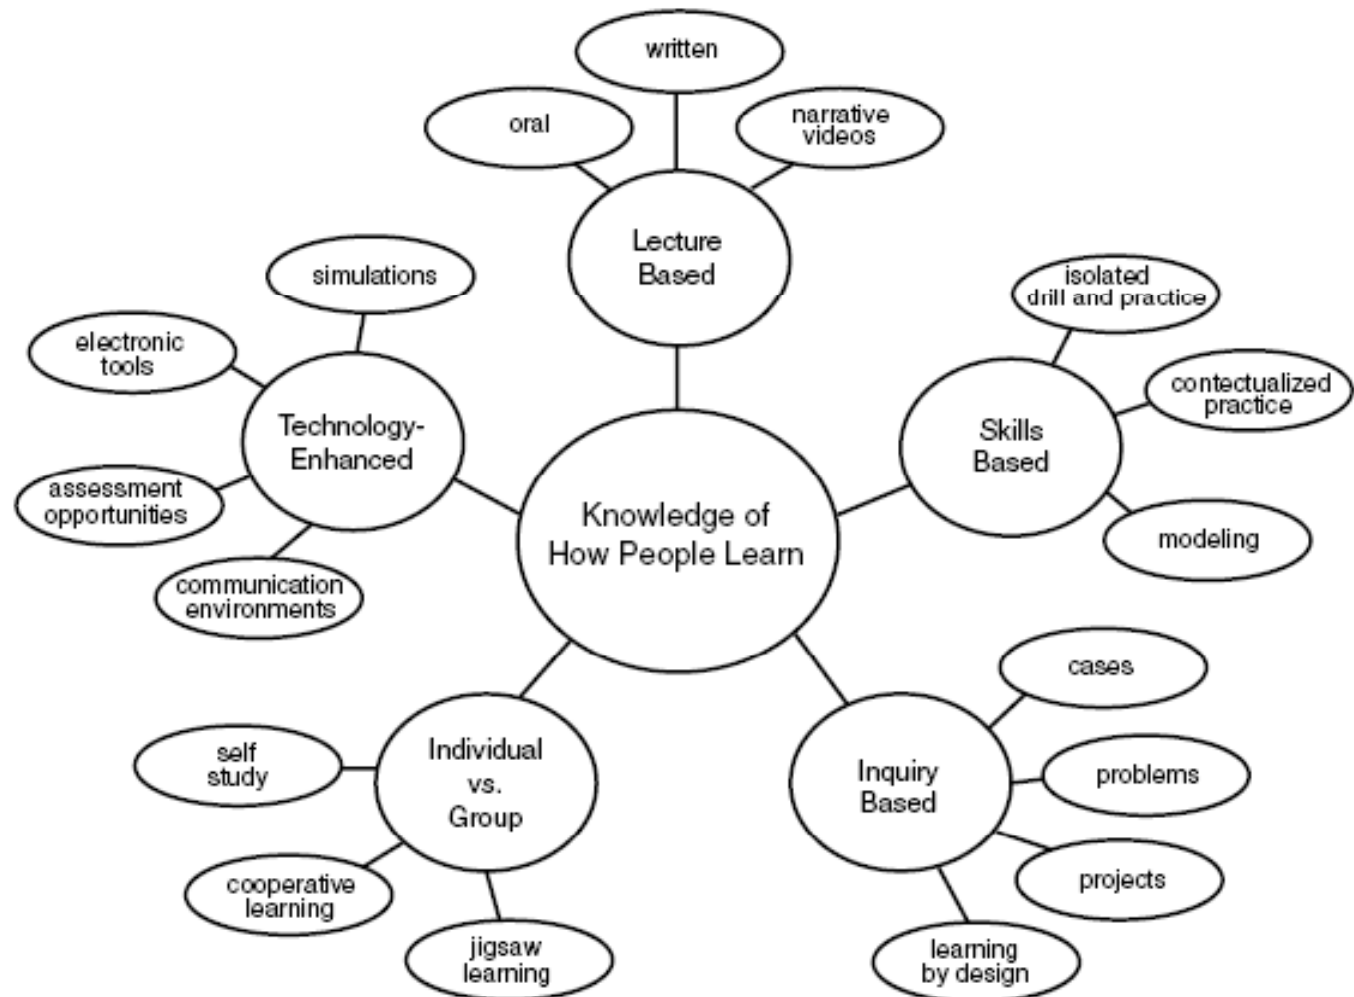 written
oral
narrative
videos
Lecture
Based
simulations
isolated
drill and practice
electronic
tools
contectualized
practice
Technology-
Enhanced
Skills
Based
assessment
opportunities
Knowledge of
How People Learn
modeling
communication
environments
cases
self
study
Individual
vs.
Group
Inquiry
Based
problems
projects
cooperative
learning
jigsaw
learning
learning
by design